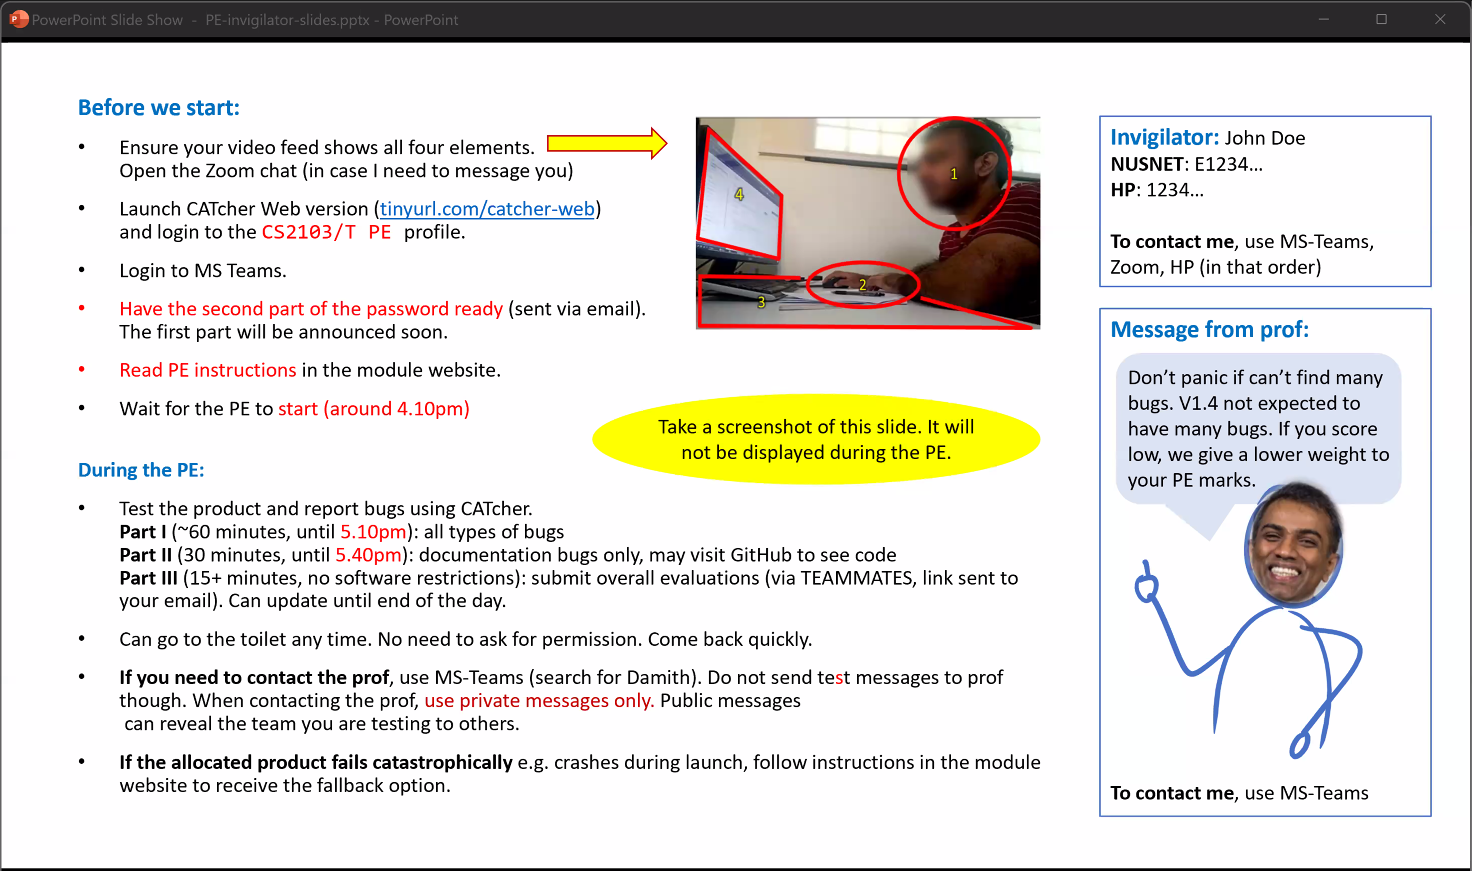 PowerPoint Slide Show - PE-invigilator-slides.pptx - PowerPoint
Before we start:
• Ensure your video feed shows all four elements.
Open the Zoom chat (in case I need to message you)
• Launch CATcher Web version (tinyurl.com/catcher-web)
and login to the CS2103/T PE profile.
• Login to MS Teams.
• Have the second part of the password ready (sent via email).
The first part will be announced soon.
• Read PE instructions in the module website.
• Wait for the PE to start (around 4.10pm)
1
4
2
3
Take a screenshot of this slide. It will
not be displayed during the PE.
During the PE:
• Test the product and report bugs using CATcher.
Part I (~60 minutes, until 5.10pm): all types of bugs
Part II (30 minutes, until 5.40pm): documentation bugs only, may visit GitHub to see code
Part III (15+ minutes, no software restrictions): submit overall evaluations (via TEAMMATES, link sent to
your email). Can update until end of the day.
• Can go to the toilet any time. No need to ask for permission. Come back quickly.
• If you need to contact the prof, use MS-Teams (search for Damith). Do not send test messages to prof
though. When contacting the prof, use private messages only. Public messages
can reveal the team you are testing to others.
• If the allocated product fails catastrophically e.g. crashes during launch, follow instructions in the module
website to receive the fallback option.
Invigilator: John Doe
NUSNET: E1234...
HP: 1234...
To contact me, use MS-Teams,
Zoom, HP (in that order)
Message from prof:
Don't panic if can't find many
bugs. V1.4 not expected to
have many bugs. If you score
low, we give a lower weight to
your PE marks.
To contact me, use MS-Teams